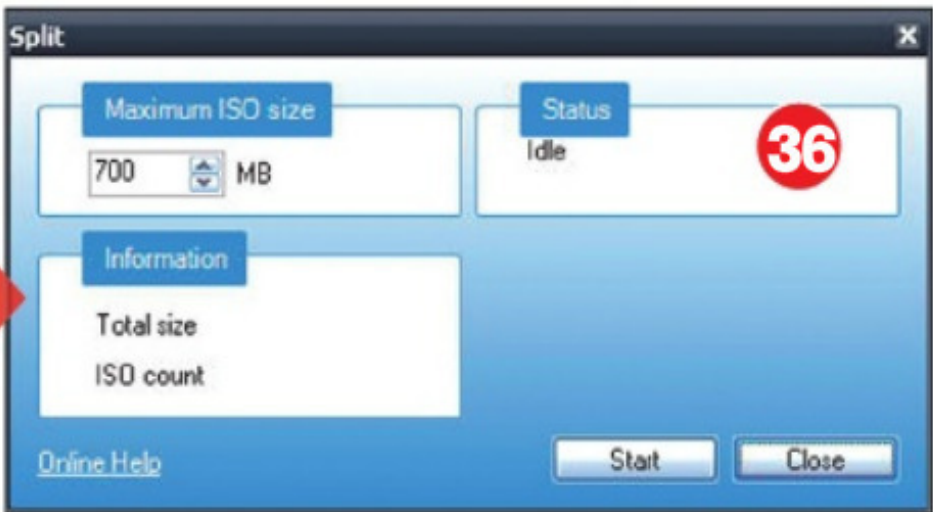 Split
Maximum ISO size
700 MB
Status
Idle
36
Information
Total size
ISO count
Online Help
Start
Close